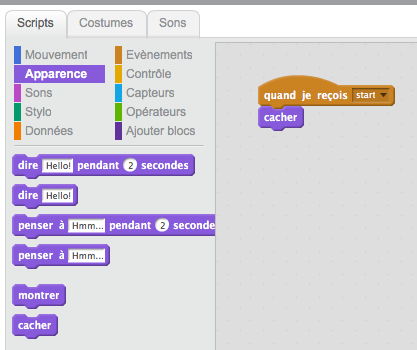 Scripts Costumes Sons
Mouvement Evènements
Apparence Contrôle
Sons Capteurs
Stylo Opérateurs
Données Ajouter blocs
dire Hello! pendant 2 secondes
dire Hello!
penser à Hmm... pendant 2 seconde
penser à Hmm...
montrer
cacher
quand je reçois start
cacher